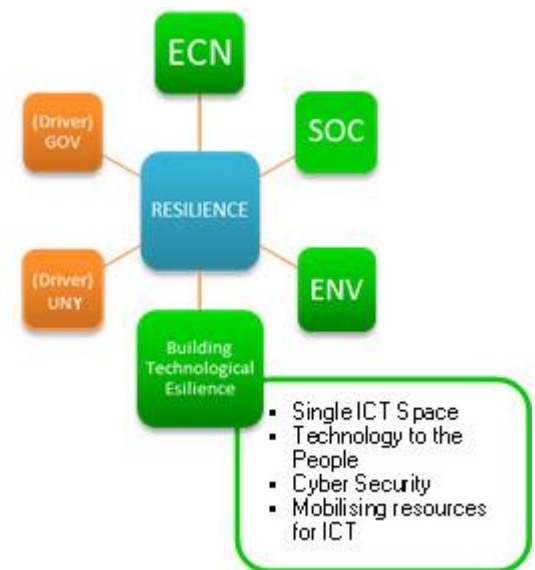 ECN
(Driver)
GOV
SOC
RESILIENCE
(Driver)
UNY
ENV
Building
Technological
Esilience
▪ Single ICT Space
▪ Technology to the
People
▪ Cyber Security
▪ Mobilising resources
for ICT